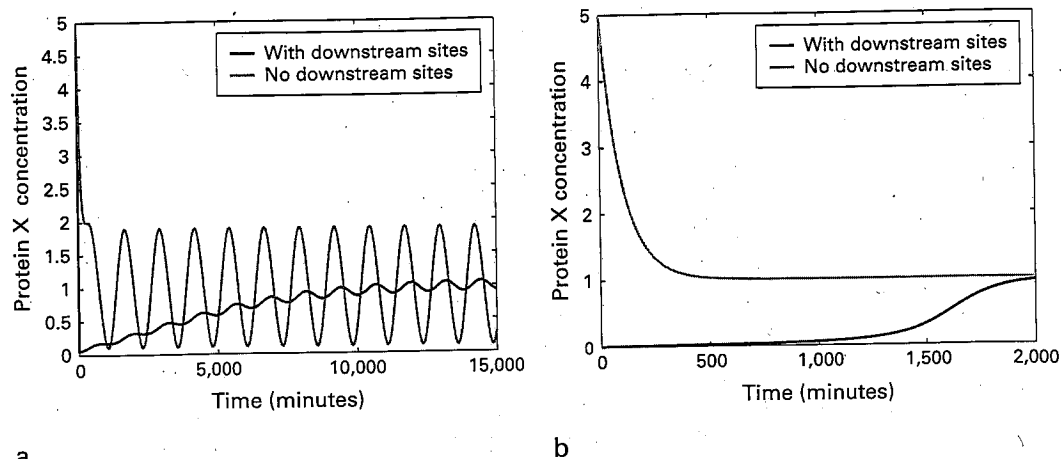 Protein X concentration
5
4.5
4
3.5
3
2.5
2
1.5
1
0.5
0
With downstream sites
No downstream sites
0
5,000
10,000
15,000
Time (minutes)
a
Protein X concentration
5
4
3
2
1
0
With downstream sites
No downstream sites
0
500
1,000
1,500
2,000
Time (minutes)
b